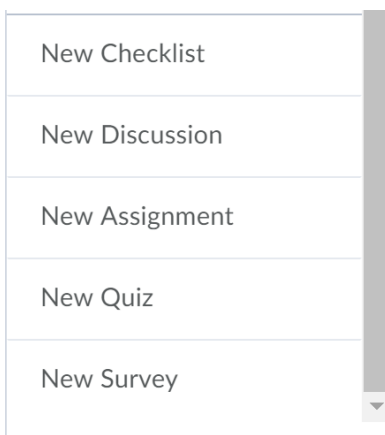 New Checklist
New Discussion
New Assignment
New Quiz
New Survey